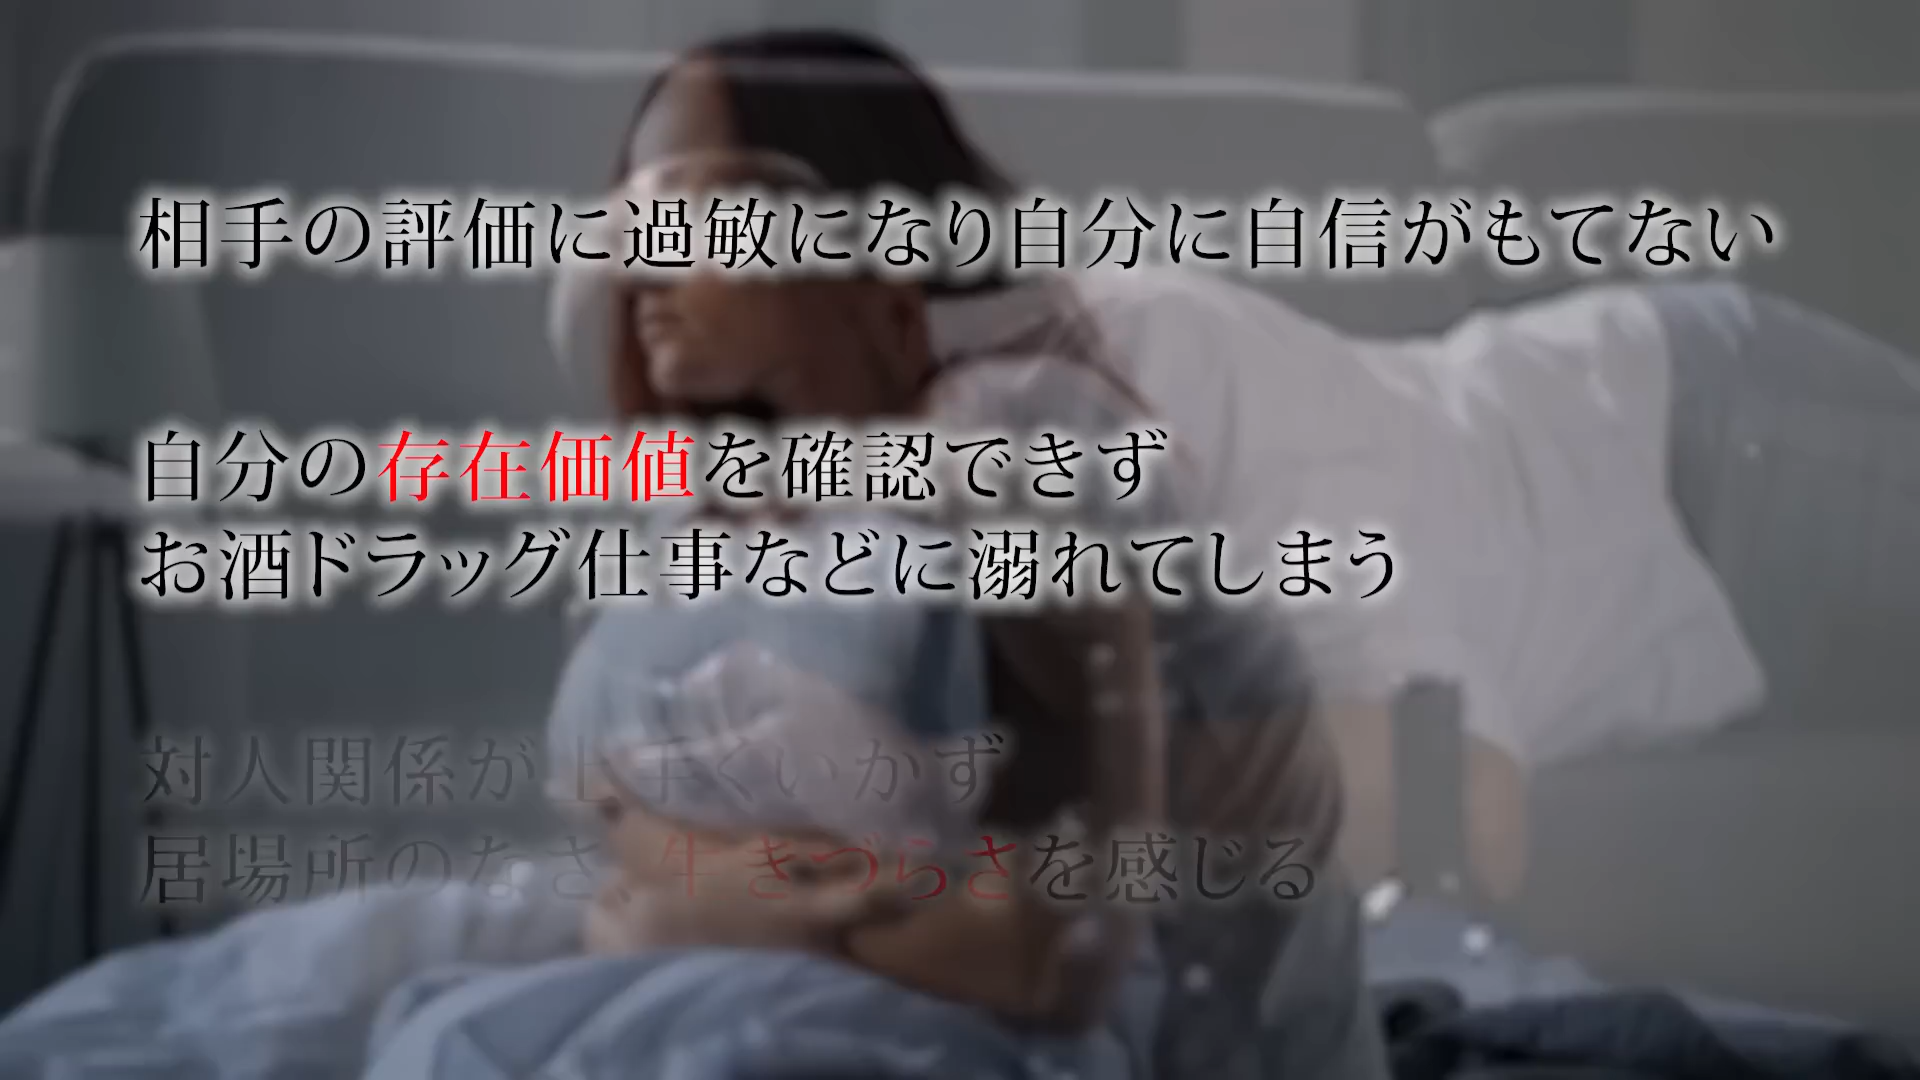 相手の評価に過敏になり自分に自信がもてない
自分の存在価値を確認できず
お酒ドラッグ仕事などに溺れてしまう
対人関係が上手くいかず
居場所のなさ、生きづらさを感じる